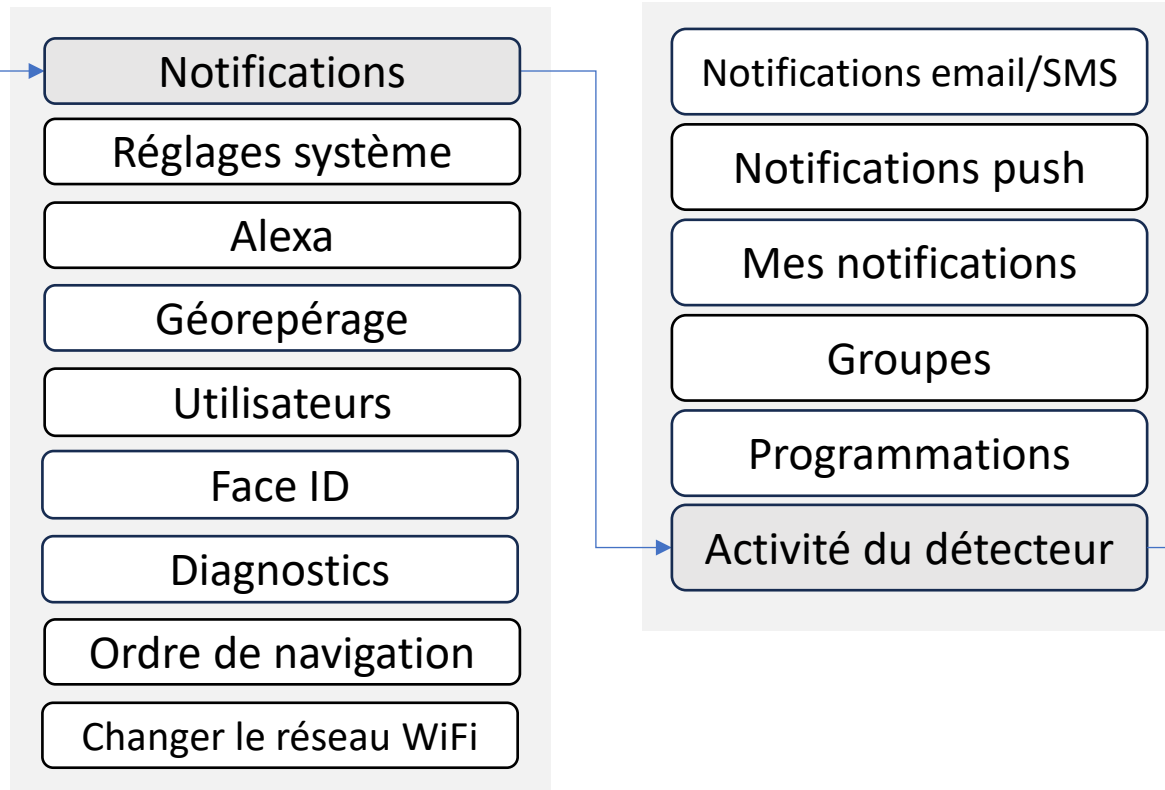 Notifications
Réglages système
Alexa
Géorepérage
Utilisateurs
Face ID
Diagnostics
Ordre de navigation
Changer le réseau WiFi
Notifications email/SMS
Notifications push
Mes notifications
Groupes
Programmations
Activité du détecteur